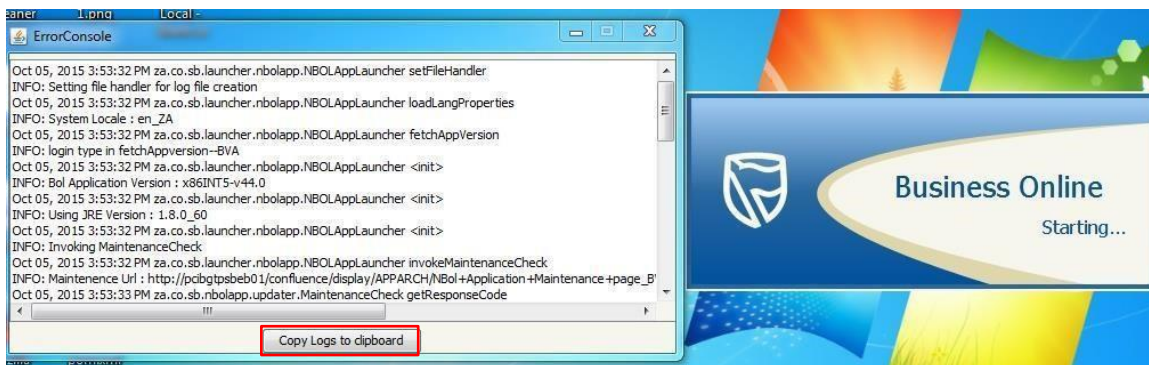 eaner 1.png Local -
ErrorConsole
Oct 05, 2015 3:53:32 PM za.co.sb.launcher.nbolapp.NBOLAppLauncher setFileHandler
INFO: Setting file handler for log file creation
Oct 05, 2015 3:53:32 PM za.co.sb.launcher.nbolapp.NBOLAppLauncher loadLangProperties
INFO: System Locale : en_ZA
Oct 05, 2015 3:53:32 PM za.co.sb.launcher.nbolapp.NBOLAppLauncher fetchAppVersion
INFO: login type in fetchAppversion--BVA
Oct 05, 2015 3:53:32 PM za.co.sb.launcher.nbolapp.NBOLAppLauncher <init>
INFO: Bol Application Version : x86INT5-v44.0
Oct 05, 2015 3:53:32 PM za.co.sb.launcher.nbolapp.NBOLAppLauncher <init>
INFO: Using JRE Version : 1.8.0_60
Oct 05, 2015 3:53:32 PM za.co.sb.launcher.nbolapp.NBOLAppLauncher <init>
INFO: Invoking MaintenanceCheck
Oct 05, 2015 3:53:32 PM za.co.sb.launcher.nbolapp.NBOLAppLauncher invokeMaintenanceCheck
INFO: Maintenence Url : http://pcibgtpsbeb01/confluence/display/APPARCH/NBol+Application+Maintenance+page_B
Oct 05, 2015 3:53:33 PM za.co.sb.nbolapp.updater.MaintenanceCheck getResponseCode
Copy Logs to clipboard
Business Online
Starting...